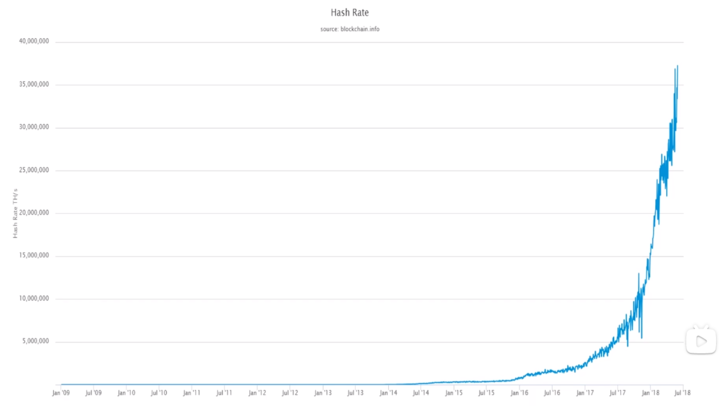 Hash Rate
source: blockchain.info
Hash Rate TH/s
40,000,000
35,000,000
30,000,000
25,000,000
20,000,000
15,000,000
10,000,000
5,000,000
Jan '09 Jul '09 Jan '10 Jul '10 Jan '11 Jul '11 Jan '12 Jul '12 Jan '13 Jul '13 Jan '14 Jul '14 Jan '15 Jul '15 Jan '16 Jul '16 Jan '17 Jul '17 Jan '18 Jul '18